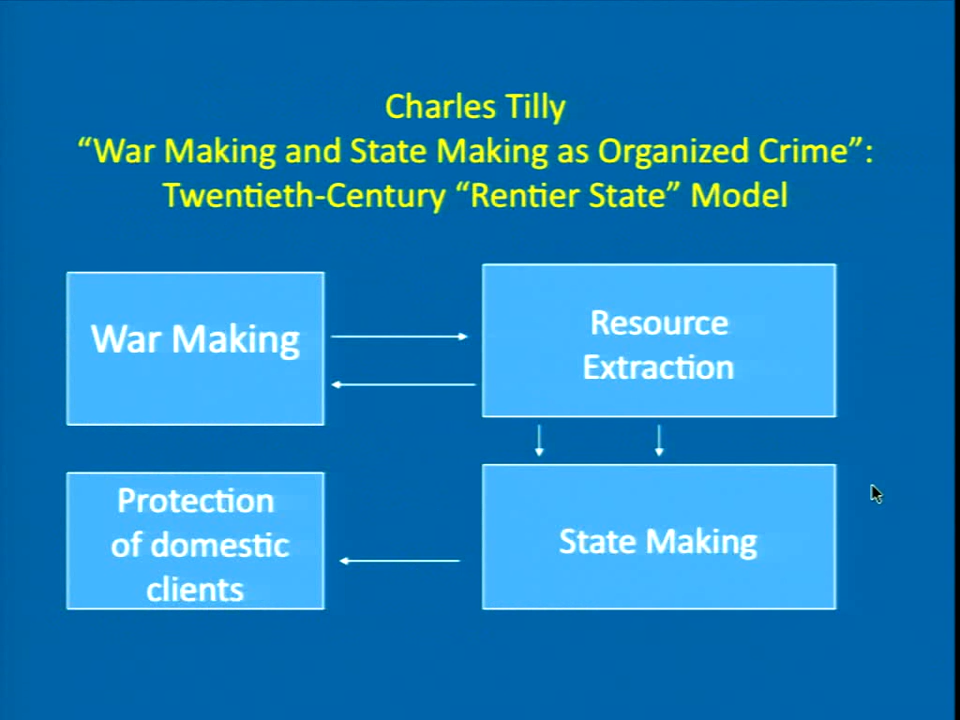 Charles Tilly
“War Making and State Making as Organized Crime”:
Twentieth-Century “Rentier State” Model
War Making
Resource
Extraction
Protection
of domestic
clients
State Making